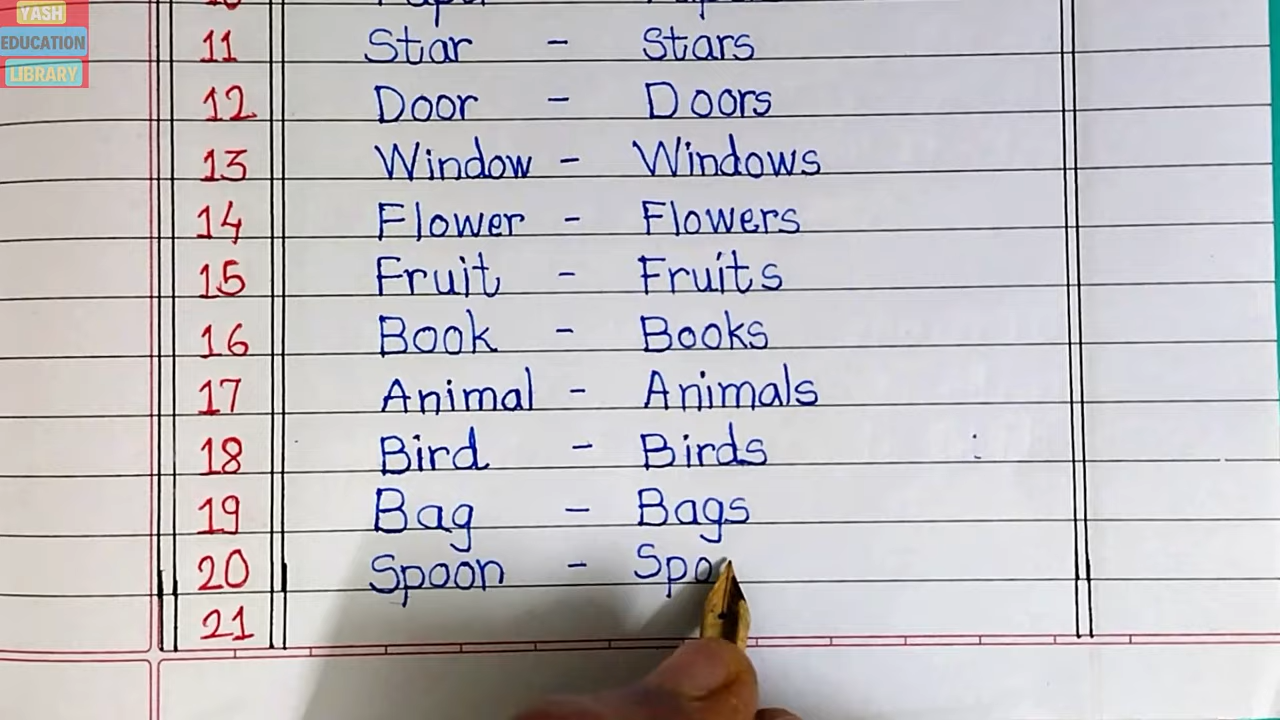 YASH
EDUCATION
LIBRARY
11 Star - Stars
12 Door - Doors
13 Window - Windows
14 Flower - Flowers
15 Fruit - Fruits
16 Book - Books
17 Animal - Animals
18 Bird - Birds
19 Bag - Bags
20 Spoon - Spo
21